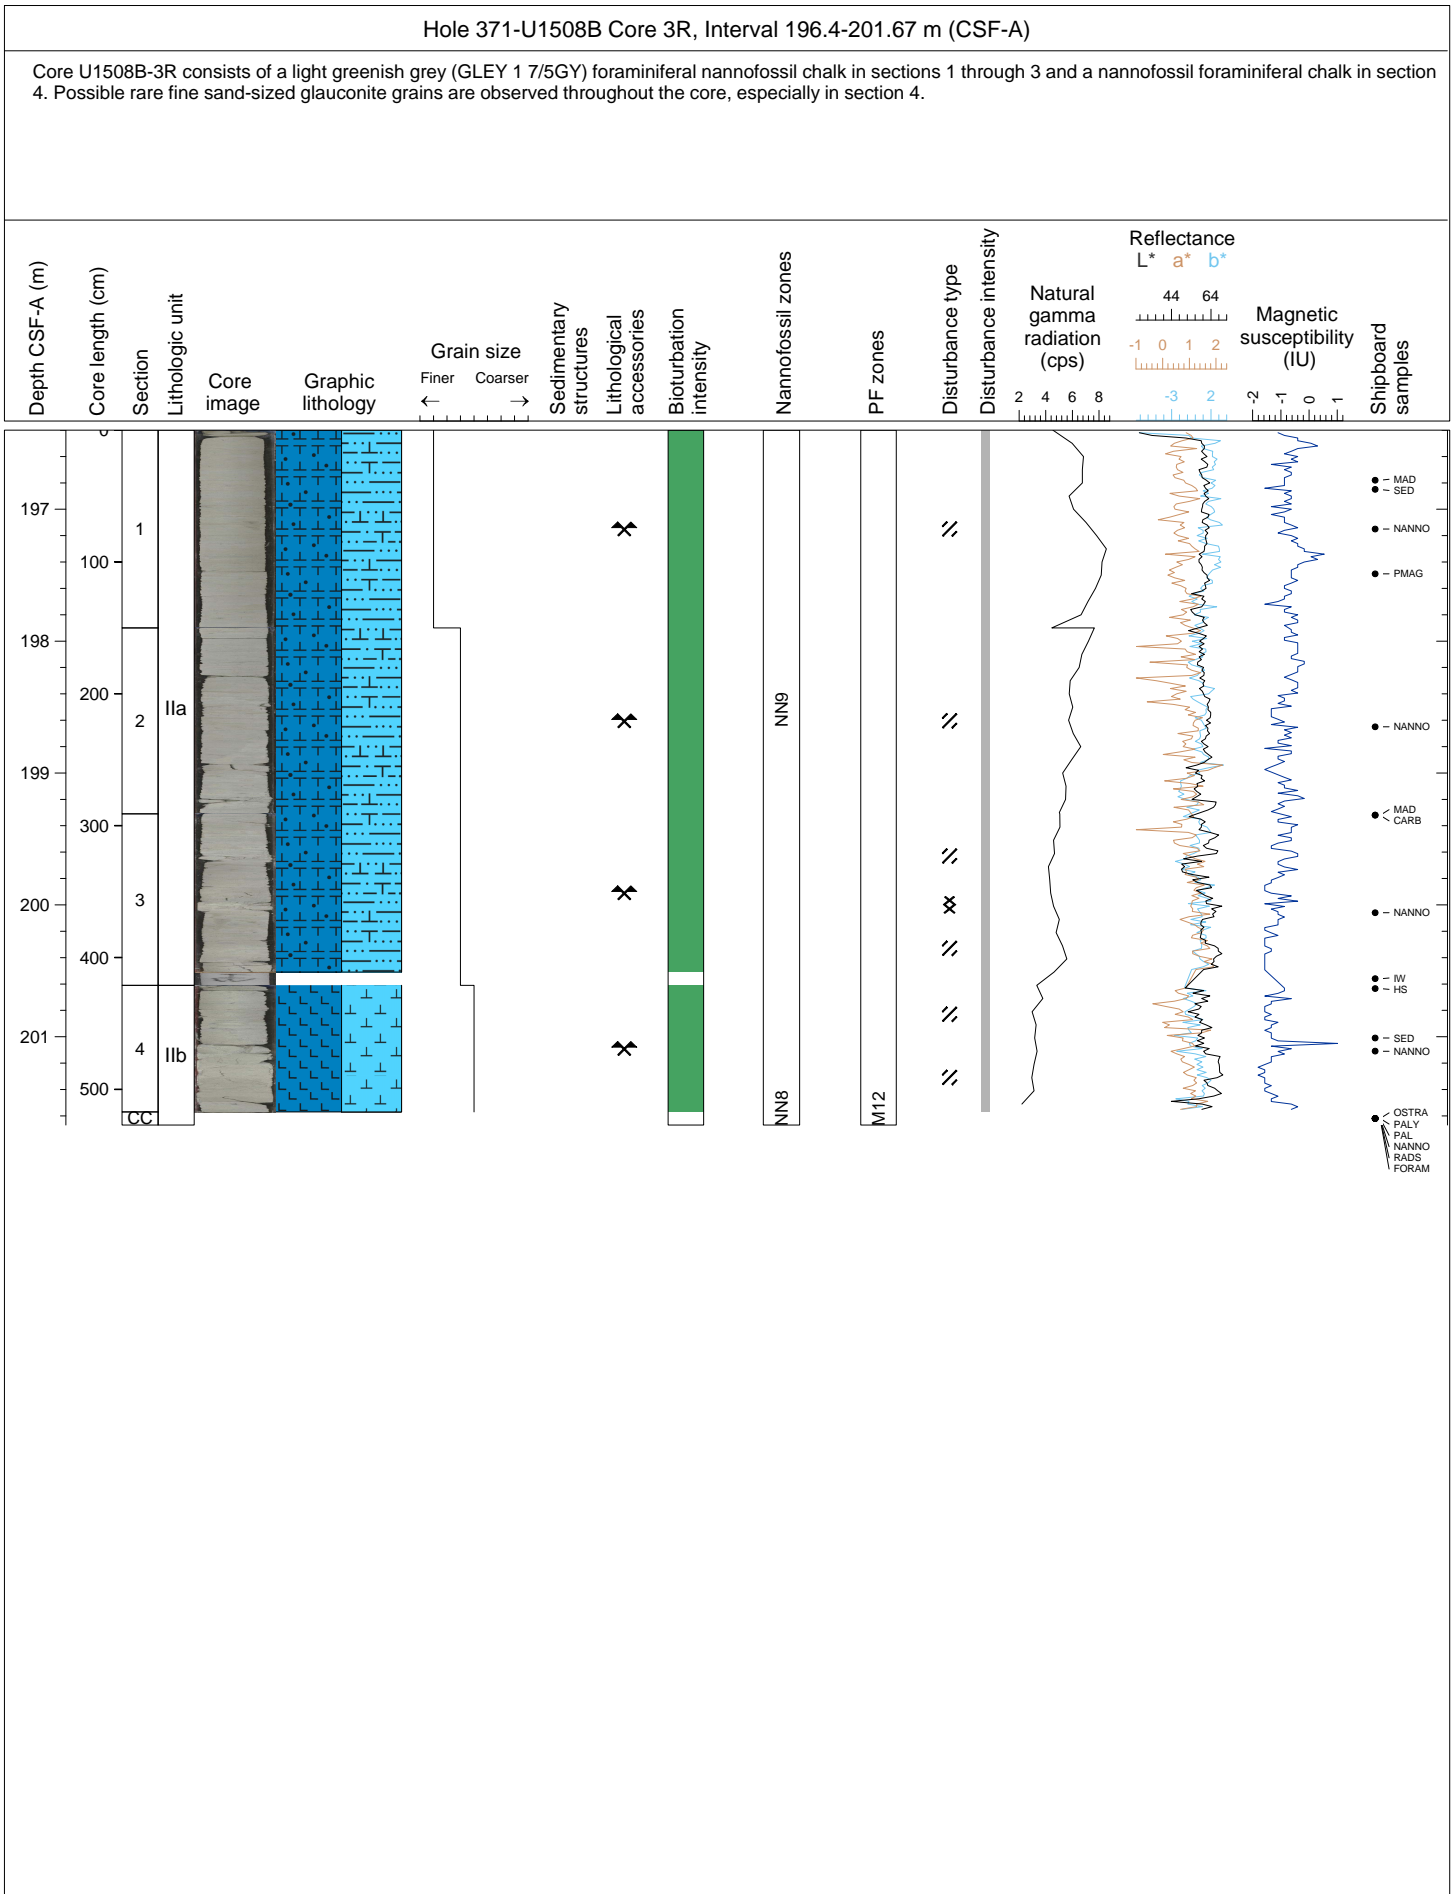 Hole 371-U1508B Core 3R, Interval 196.4-201.67 m (CSF-A)
Core U1508B-3R consists of a light greenish grey (GLEY 1 7/5GY) foraminiferal nannofossil chalk in sections 1 through 3 and a nannofossil foraminiferal chalk in section
4. Possible rare fine sand-sized glauconite grains are observed throughout the core, especially in section 4.
Depth CSF-A (m)
Core length (cm)
Section
Lithologic unit
Core
image
Graphic
lithology
Grain size
Finer Coarser
← →
Sedimentary
structures
Lithological
accessories
Bioturbation
intensity
Nannofossil zones
PF zones
Disturbance type
Disturbance intensity
Natural
gamma
radiation
(cps)
2 4 6 8
Reflectance
L* a* b*
44 64
-1 0 1 2
-3 2
Magnetic
susceptibility
(IU)
-2 -1 0 1
Shipboard
samples
197
198
199
200
201
0
100
200
300
400
500
1
2
3
4
CC
IIa
IIb
NN9
NN8
M12
MAD
SED
NANNO
PMAG
NANNO
MAD
CARB
NANNO
IW
HS
SED
NANNO
OSTRA
PALY
PAL
NANNO
RADS
FORAM